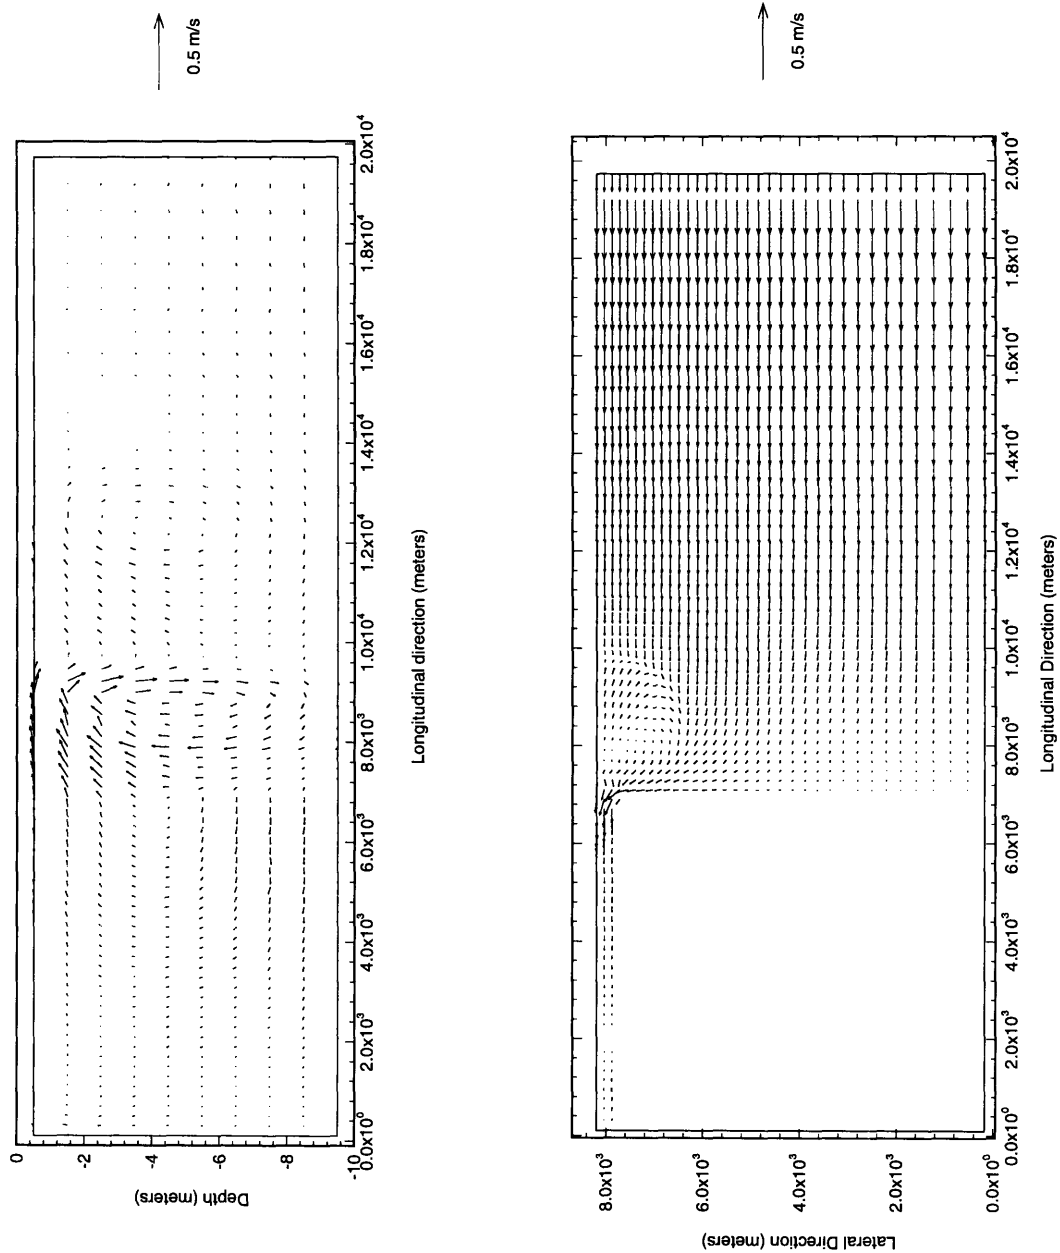 0.5 m/s
0
-2
-4
-6
-8
-10
Depth (meters)
0.0x10⁰
2.0x10³
4.0x10³
6.0x10³
8.0x10³
1.0x10⁴
1.2x10⁴
1.4x10⁴
1.6x10⁴
1.8x10⁴
2.0x10⁴
Longitudinal direction (meters)
0.5 m/s
8.0x10³
6.0x10³
4.0x10³
2.0x10³
0.0x10⁰
Lateral Direction (meters)
0.0x10⁰
2.0x10³
4.0x10³
6.0x10³
8.0x10³
1.0x10⁴
1.2x10⁴
1.4x10⁴
1.6x10⁴
1.8x10⁴
2.0x10⁴
Longitudinal Direction (meters)